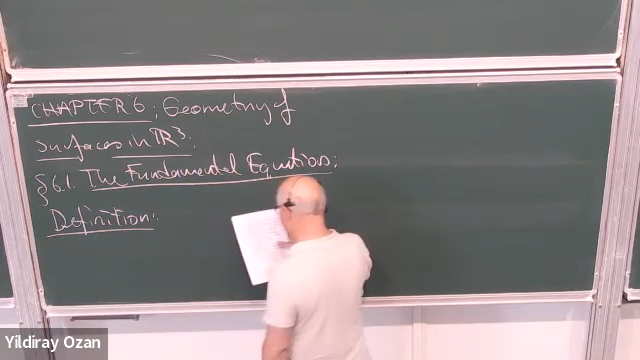 CHAPTER 6: Geometry of
Surfaces in ℝ³:
§6.1. The Fundamental Equations:
Definition:
Yildiray Ozan